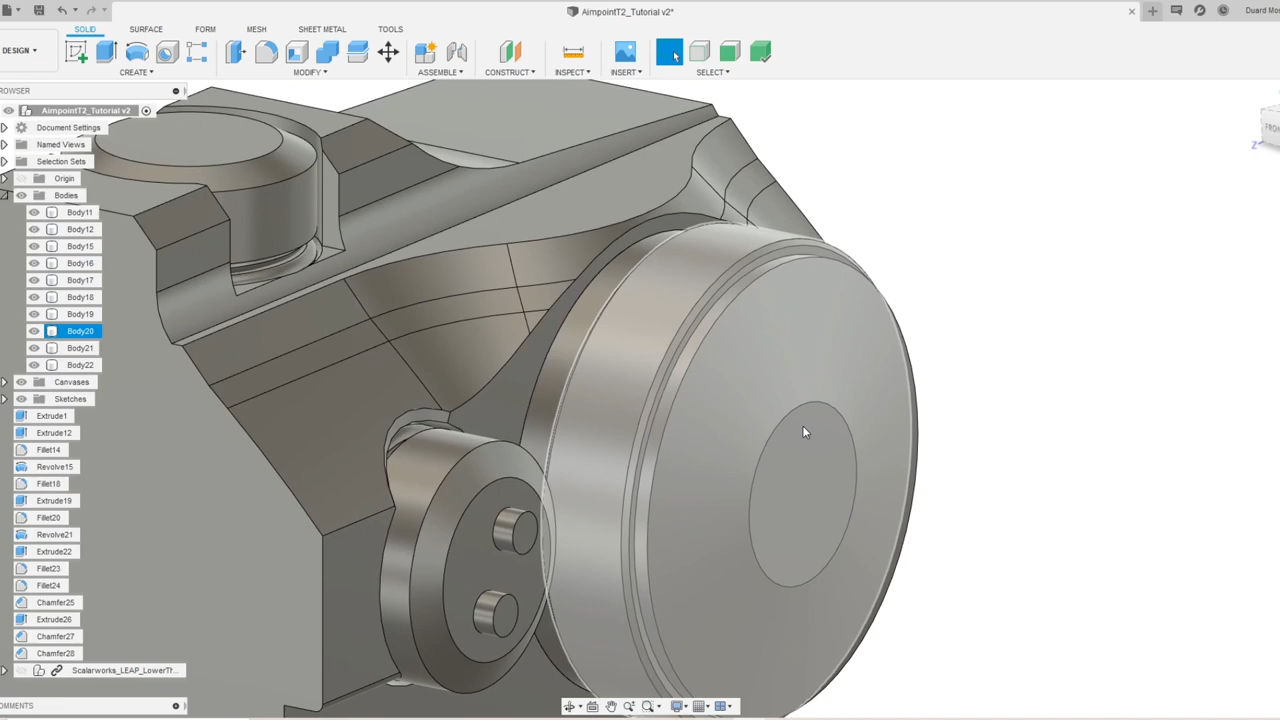 AimpointT2_Tutorial v2*
Duard Mos
DESIGN
SOLID SURFACE FORM MESH SHEET METAL TOOLS
CREATE MODIFY ASSEMBLE CONSTRUCT INSPECT INSERT SELECT
ROWSER
AimpointT2_Tutorial v2
Document Settings
Named Views
Selection Sets
Origin
Bodies
Body11
Body12
Body15
Body16
Body17
Body18
Body19
Body20
Body21
Body22
Canvases
Sketches
Extrude1
Extrude12
Fillet14
Revolve15
Fillet18
Extrude19
Fillet20
Revolve21
Extrude22
Fillet23
Fillet24
Chamfer25
Extrude26
Chamfer27
Chamfer28
Scalarworks_LEAP_LowerTh...
OMMENTS
FRON
Z